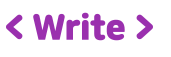 < Write >